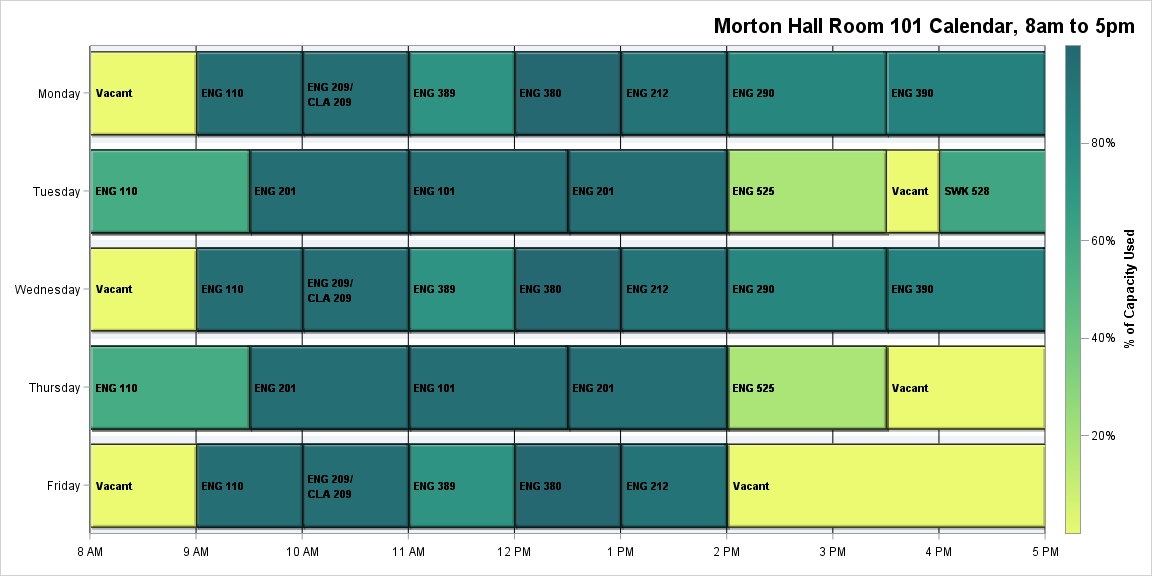 Morton Hall Room 101 Calendar, 8am to 5pm
Monday
Vacant
ENG 110
ENG 209/
CLA 209
ENG 389
ENG 380
ENG 212
ENG 290
ENG 390
Tuesday
ENG 110
ENG 201
ENG 101
ENG 201
ENG 525
Vacant
SWK 528
Wednesday
Vacant
ENG 110
ENG 209/
CLA 209
ENG 389
ENG 380
ENG 212
ENG 290
ENG 390
Thursday
ENG 110
ENG 201
ENG 101
ENG 201
ENG 525
Vacant
Friday
Vacant
ENG 110
ENG 209/
CLA 209
ENG 389
ENG 380
ENG 212
Vacant
8 AM
9 AM
10 AM
11 AM
12 PM
1 PM
2 PM
3 PM
4 PM
5 PM
80%
60%
40%
20%
% of Capacity Used